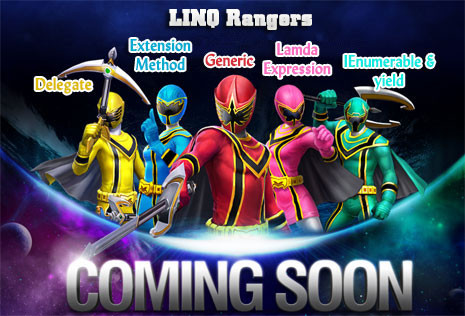 LINQ Rangers
Delegate
Extension
Method
Generic
Lamda
Expression
IEnumerable &
yield
COMING SOON